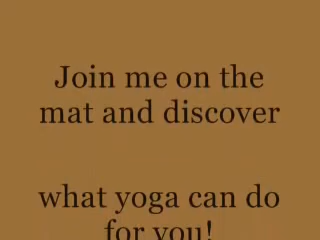 Join me on the
mat and discover
what yoga can do
for you!